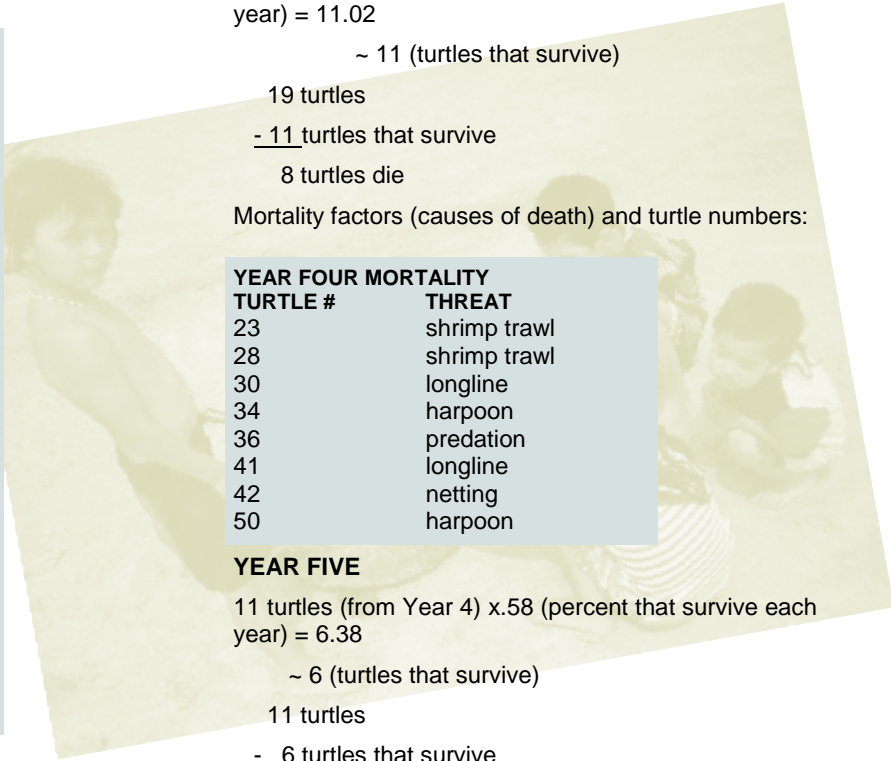 year) = 11.02
~ 11 (turtles that survive)
19 turtles
- 11 turtles that survive
8 turtles die
Mortality factors (causes of death) and turtle numbers:
YEAR FOUR MORTALITY
TURTLE # THREAT
23 shrimp trawl
28 shrimp trawl
30 longline
34 harpoon
36 predation
41 longline
42 netting
50 harpoon
YEAR FIVE
11 turtles (from Year 4) x.58 (percent that survive each
year) = 6.38
~ 6 (turtles that survive)
11 turtles
- 6 turtles that survive